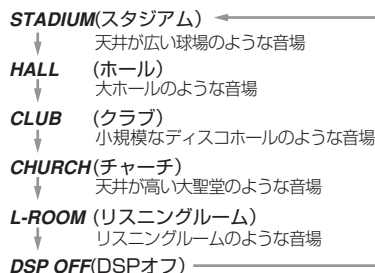 STADIUM(スタジアム)
天井が広い球場のような音場
HALL (ホール)
大ホールのような音場
CLUB (クラブ)
小規模なディスコホールのような音場
CHURCH(チャーチ)
天井が高い大聖堂のような音場
L-ROOM (リスニングルーム)
リスニングルームのような音場
DSP OFF(DSPオフ)